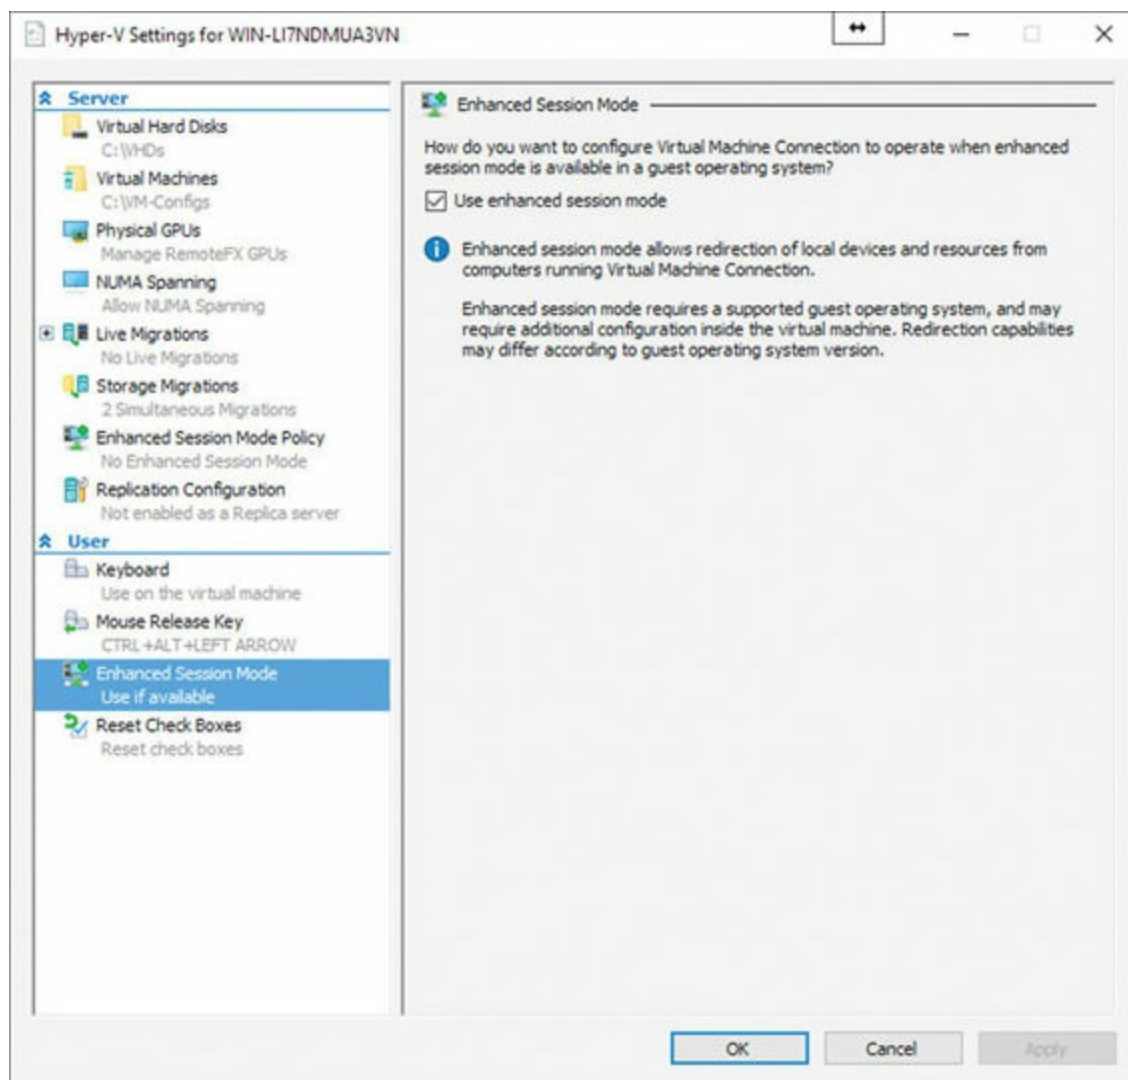 Hyper-V Settings for WIN-LI7NDMUA3VN
Server
Virtual Hard Disks
C:\VHDs
Virtual Machines
C:\VM-Configs
Physical GPUs
Manage RemoteFX GPUs
NUMA Spanning
Allow NUMA Spanning
Live Migrations
No Live Migrations
Storage Migrations
2 Simultaneous Migrations
Enhanced Session Mode Policy
No Enhanced Session Mode
Replication Configuration
Not enabled as a Replica server
User
Keyboard
Use on the virtual machine
Mouse Release Key
CTRL+ALT+LEFT ARROW
Enhanced Session Mode
Use if available
Reset Check Boxes
Reset check boxes
Enhanced Session Mode
How do you want to configure Virtual Machine Connection to operate when enhanced
session mode is available in a guest operating system?
Use enhanced session mode
Enhanced session mode allows redirection of local devices and resources from
computers running Virtual Machine Connection.
Enhanced session mode requires a supported guest operating system, and may
require additional configuration inside the virtual machine. Redirection capabilities
may differ according to guest operating system version.
OK
Cancel
Apply